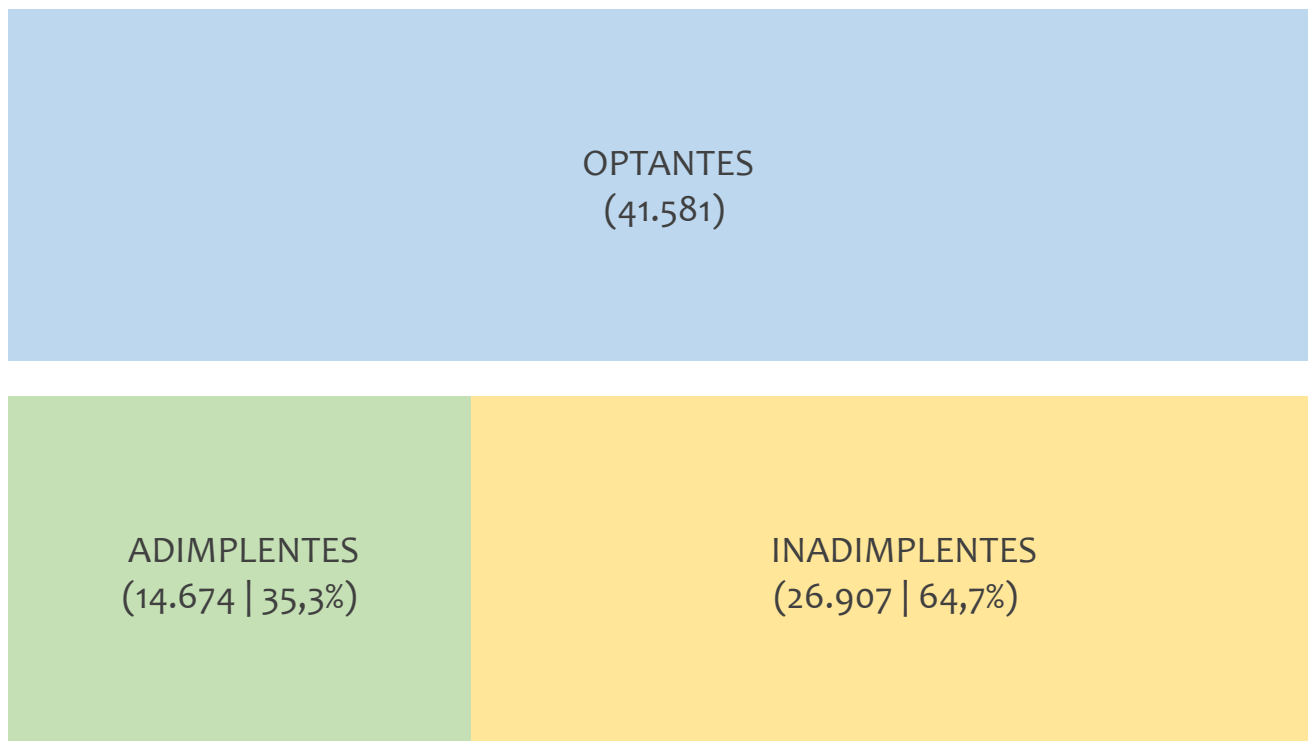 OPTANTES
(41.581)
ADIMPLENTES
(14.674 | 35,3%)
INADIMPLENTES
(26.907 | 64,7%)